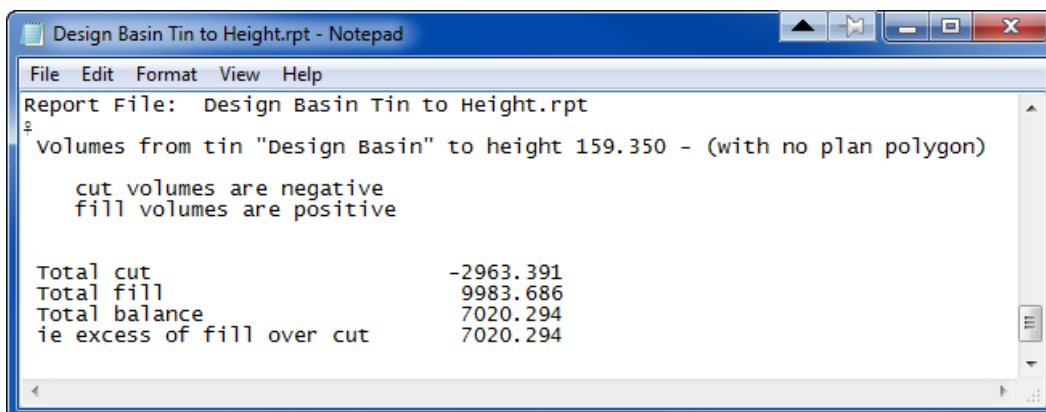 Design Basin Tin to Height.rpt - Notepad
File Edit Format View Help
Report File: Design Basin Tin to Height.rpt
♀
Volumes from tin "Design Basin" to height 159.350 - (with no plan polygon)
cut volumes are negative
fill volumes are positive
Total cut -2963.391
Total fill 9983.686
Total balance 7020.294
ie excess of fill over cut 7020.294